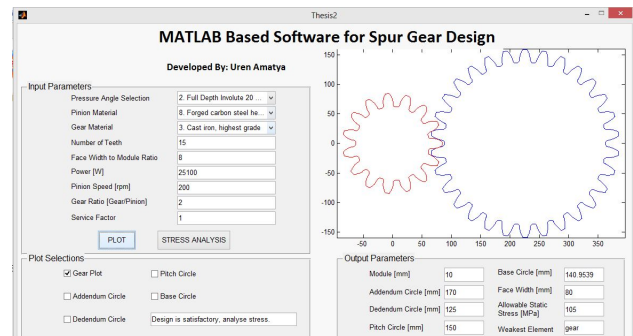 Thesis2
MATLAB Based Software for Spur Gear Design
Developed By: Uren Amatya
Input Parameters
Pressure Angle Selection 2. Full Depth Involute 20 ...
Pinion Material 8. Forged carbon steel he...
Gear Material 3. Cast iron, highest grade
Number of Teeth 15
Face Width to Module Ratio 8
Power [W] 25100
Pinion Speed [rpm] 200
Gear Ratio [Gear/Pinion] 2
Service Factor 1
PLOT STRESS ANALYSIS
150
100
50
0
-50
-100
-150
-50 0 50 100 150 200 250 300 350
Plot Selections
Gear Plot Pitch Circle
Addendum Circle Base Circle
Dedendum Circle Design is satisfactory, analyse stress.
Output Parameters
Module [mm] 10 Base Circle [mm] 140.9539
Addendum Circle [mm] 170 Face Width [mm] 80
Dedendum Circle [mm] 125 Allowable Static Stress [MPa] 105
Pitch Circle [mm] 150 Weakest Element gear